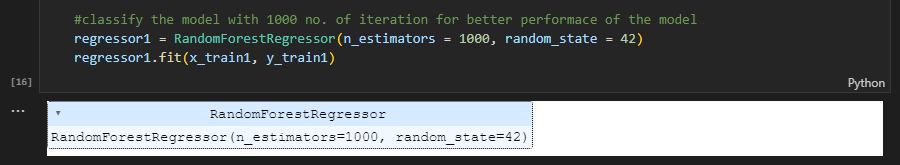 #classify the model with 1000 no. of iteration for better performace of the model
regressor1 = RandomForestRegressor(n_estimators = 1000, random_state = 42)
regressor1.fit(x_train1, y_train1)
[16]
Python
...
▾ RandomForestRegressor
RandomForestRegressor(n_estimators=1000, random_state=42)